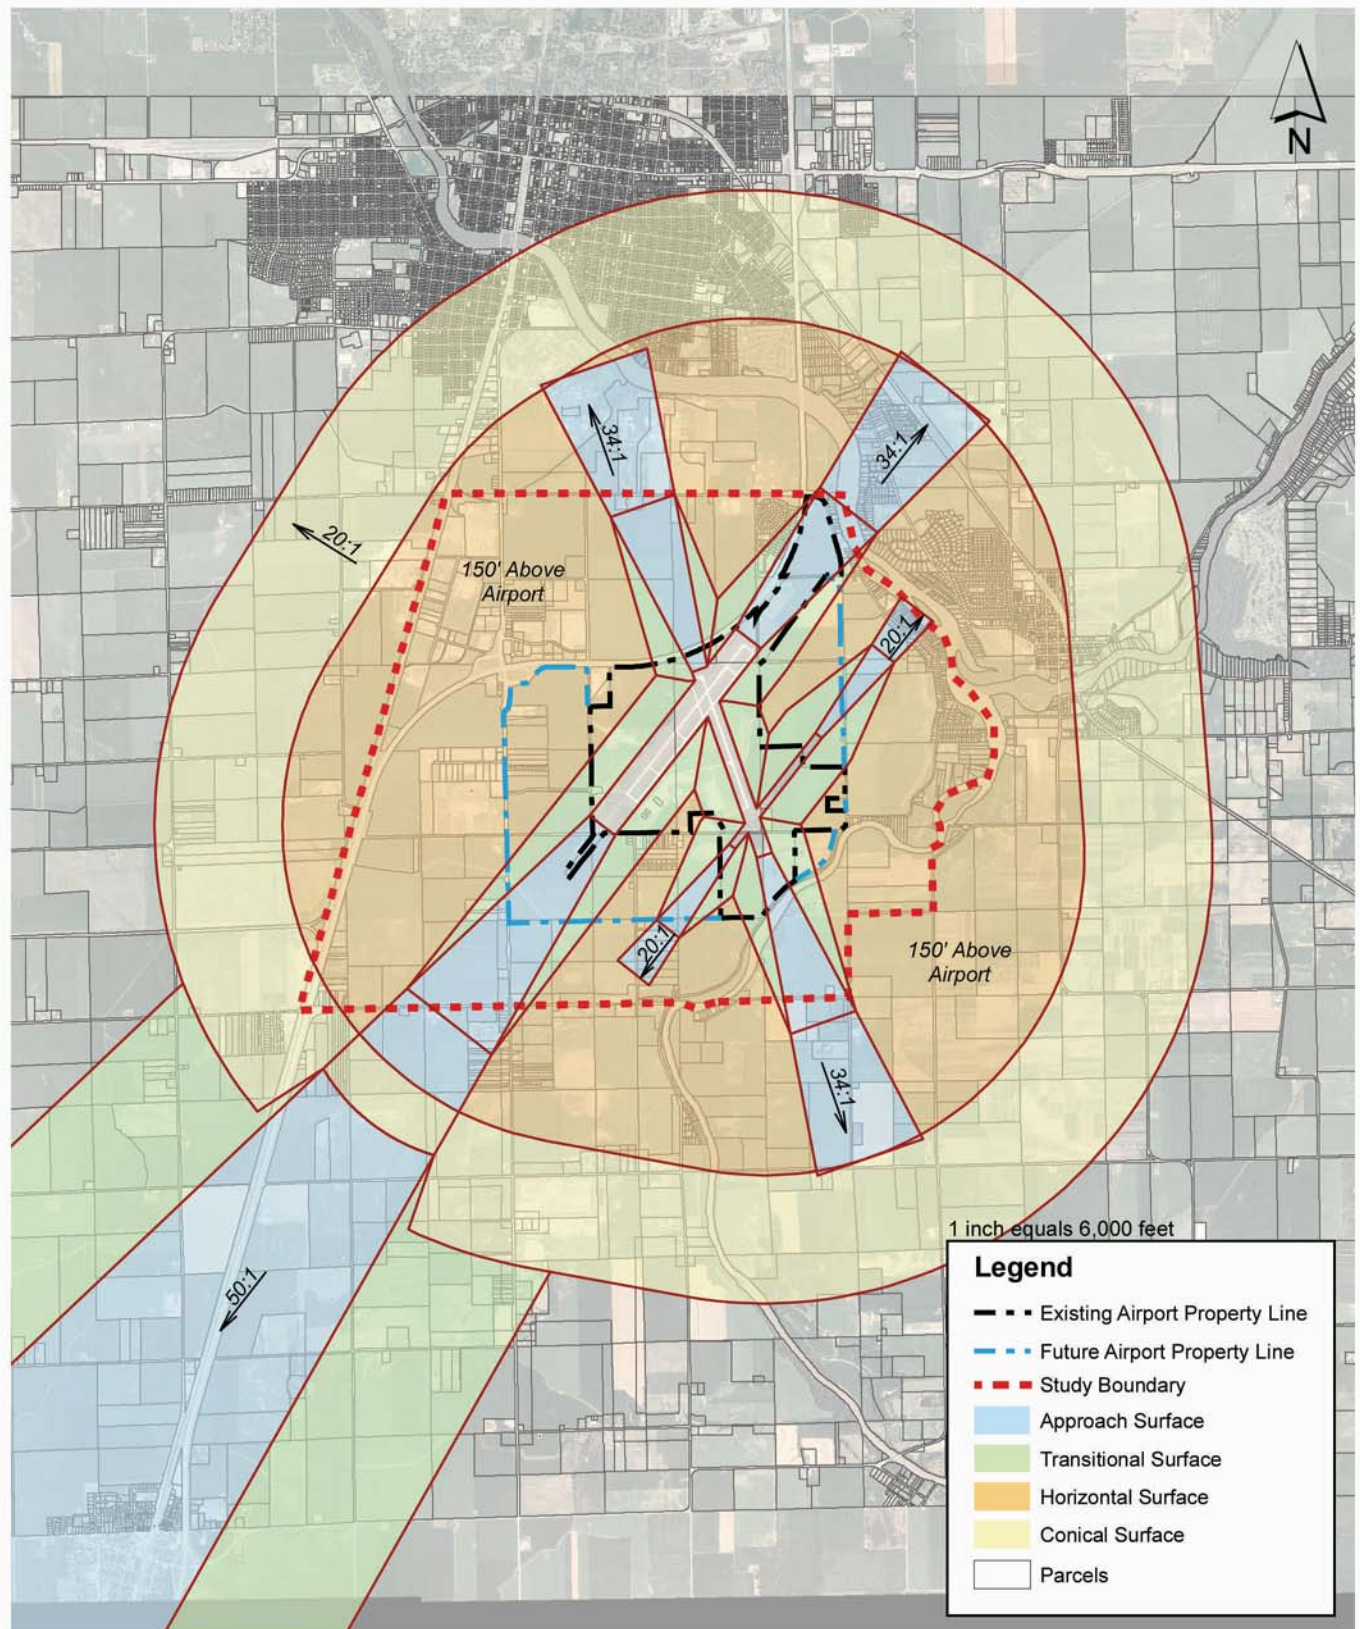 N
34:1
34:1
20:1
150' Above
Airport
20:1
20:1
150' Above
Airport
34:1
50:1
1 inch equals 6,000 feet
Legend
Existing Airport Property Line
Future Airport Property Line
Study Boundary
Approach Surface
Transitional Surface
Horizontal Surface
Conical Surface
Parcels